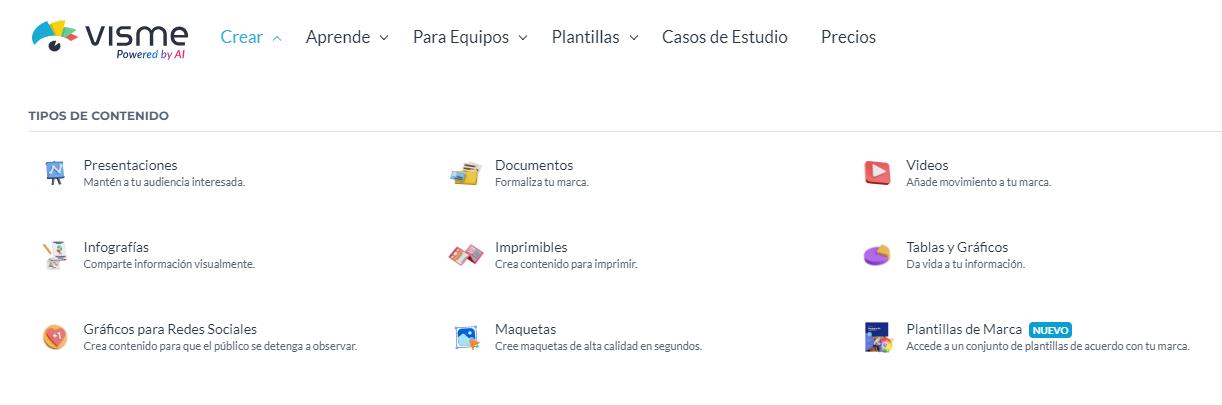 VISME
Powered by AI
Crear
Aprende
Para Equipos
Plantillas
Casos de Estudio
Precios
TIPOS DE CONTENIDO
Presentaciones
Mantén a tu audiencia interesada.
Documentos
Formaliza tu marca.
Videos
Añade movimiento a tu marca.
Infografías
Comparte información visualmente.
Imprimibles
Crea contenido para imprimir.
Tablas y Gráficos
Da vida a tu información.
Gráficos para Redes Sociales
Crea contenido para que el público se detenga a observar.
Maquetas
Cree maquetas de alta calidad en segundos.
Plantillas de Marca NUEVO
Accede a un conjunto de plantillas de acuerdo con tu marca.